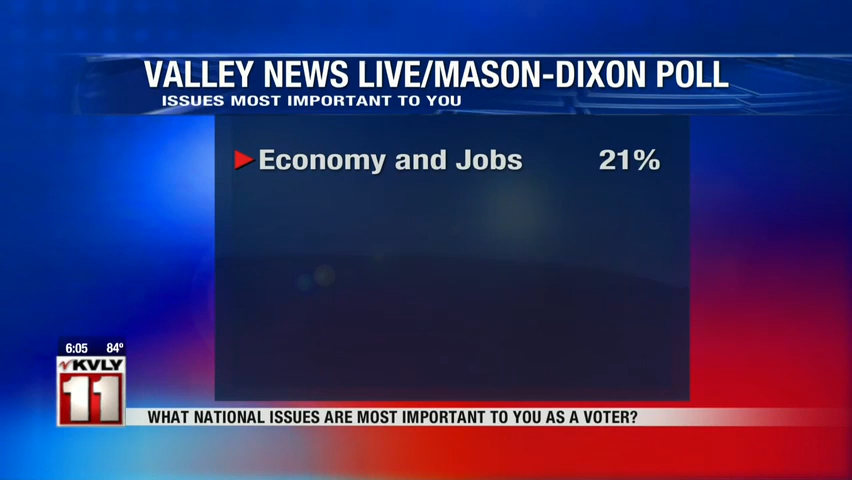 VALLEY NEWS LIVE/MASON-DIXON POLL
ISSUES MOST IMPORTANT TO YOU
Economy and Jobs 21%
6:05 84º
KVLY
11
WHAT NATIONAL ISSUES ARE MOST IMPORTANT TO YOU AS A VOTER?